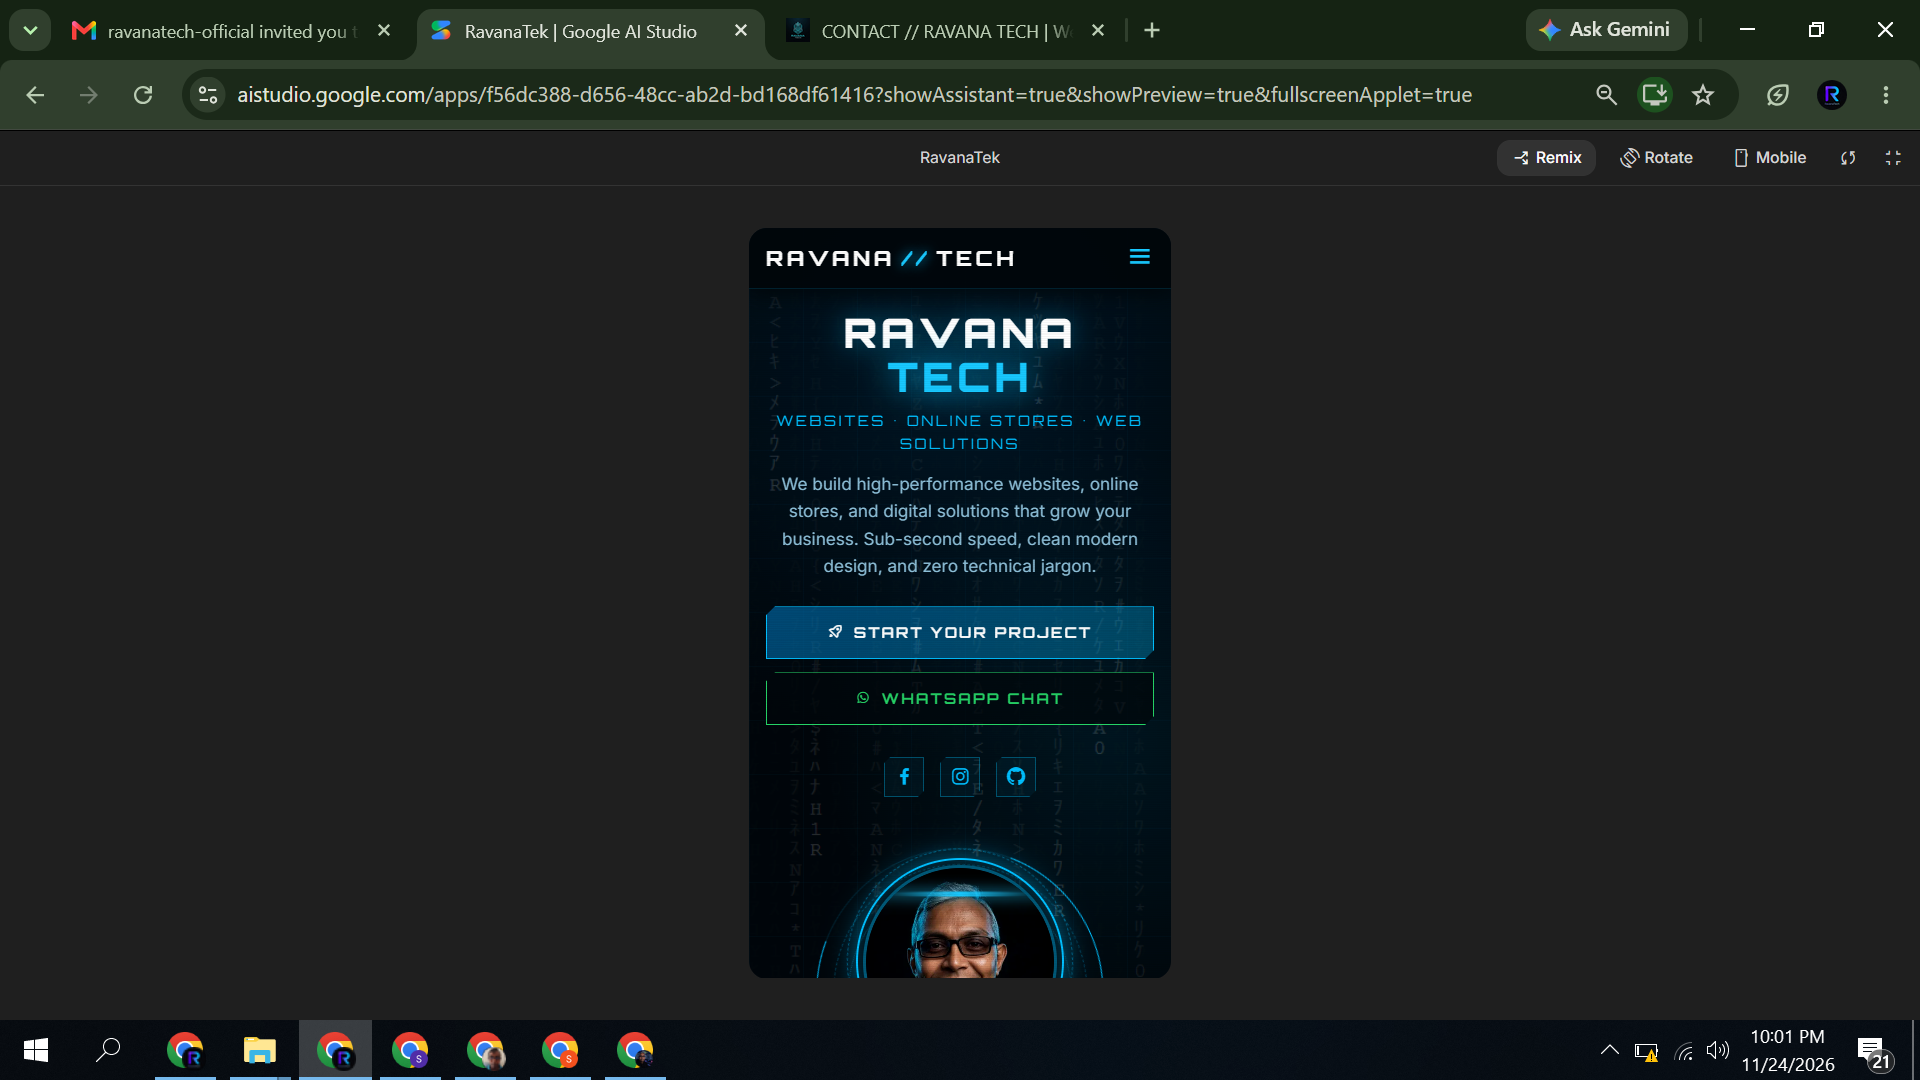 ravanatech-official invited you t
RavanaTek | Google AI Studio
CONTACT // RAVANA TECH | We
Ask Gemini
aistudio.google.com/apps/f56dc388-d656-48cc-ab2d-bd168df61416?showAssistant=true&showPreview=true&fullscreenApplet=true
RavanaTek
Remix
Rotate
Mobile
RAVANA // TECH
RAVANA
TECH
WEBSITES · ONLINE STORES · WEB
SOLUTIONS
We build high-performance websites, online
stores, and digital solutions that grow your
business. Sub-second speed, clean modern
design, and zero technical jargon.
START YOUR PROJECT
WHATSAPP CHAT
10:01 PM
11/24/2026
21